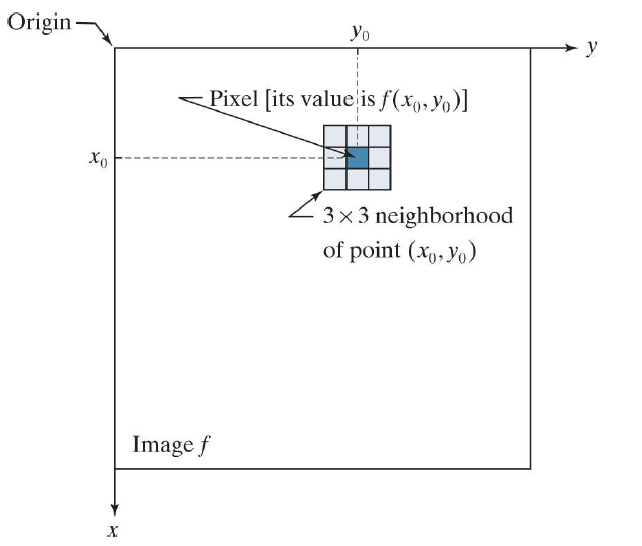 Origin
y₀
y
Pixel [its value is f(x₀, y₀)]
x₀
3 × 3 neighborhood
of point (x₀, y₀)
Image f
x